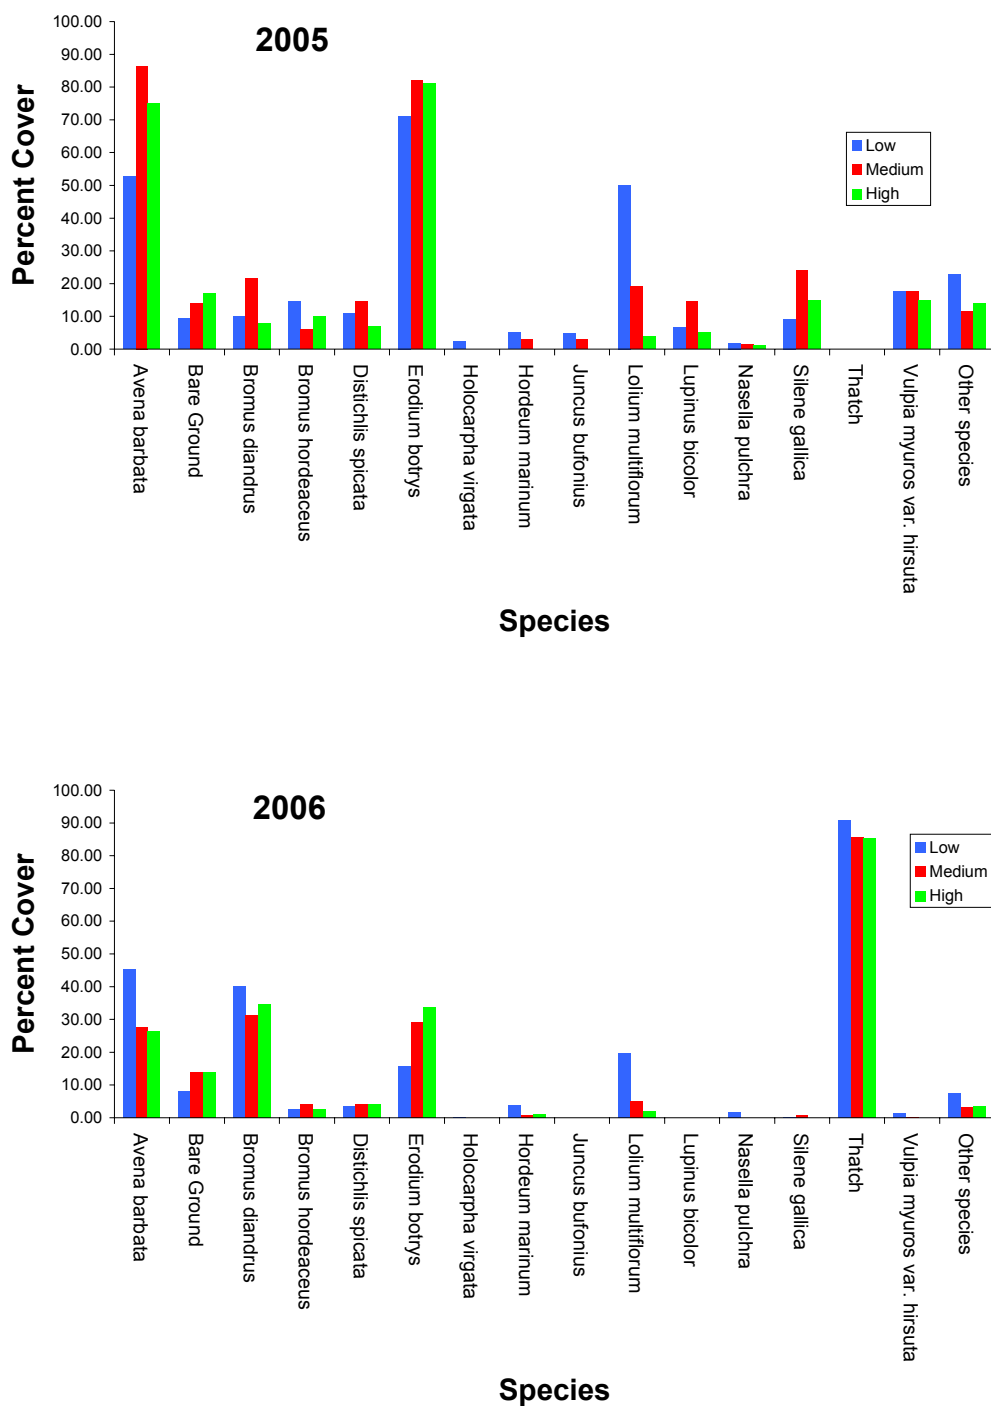 2005
Percent Cover
100.00
90.00
80.00
70.00
60.00
50.00
40.00
30.00
20.00
10.00
0.00
Low
Medium
High
Avena barbata
Bare Ground
Bromus diandrus
Bromus hordeaceus
Distichlis spicata
Erodium botrys
Holocarpha virgata
Hordeum marinum
Juncus bufonius
Lolium multiflorum
Lupinus bicolor
Nasella pulchra
Silene gallica
Thatch
Vulpia myuros var. hirsuta
Other species
Species
2006
Percent Cover
100.00
90.00
80.00
70.00
60.00
50.00
40.00
30.00
20.00
10.00
0.00
Low
Medium
High
Avena barbata
Bare Ground
Bromus diandrus
Bromus hordeaceus
Distichlis spicata
Erodium botrys
Holocarpha virgata
Hordeum marinum
Juncus bufonius
Lolium multiflorum
Lupinus bicolor
Nasella pulchra
Silene gallica
Thatch
Vulpia myuros var. hirsuta
Other species
Species